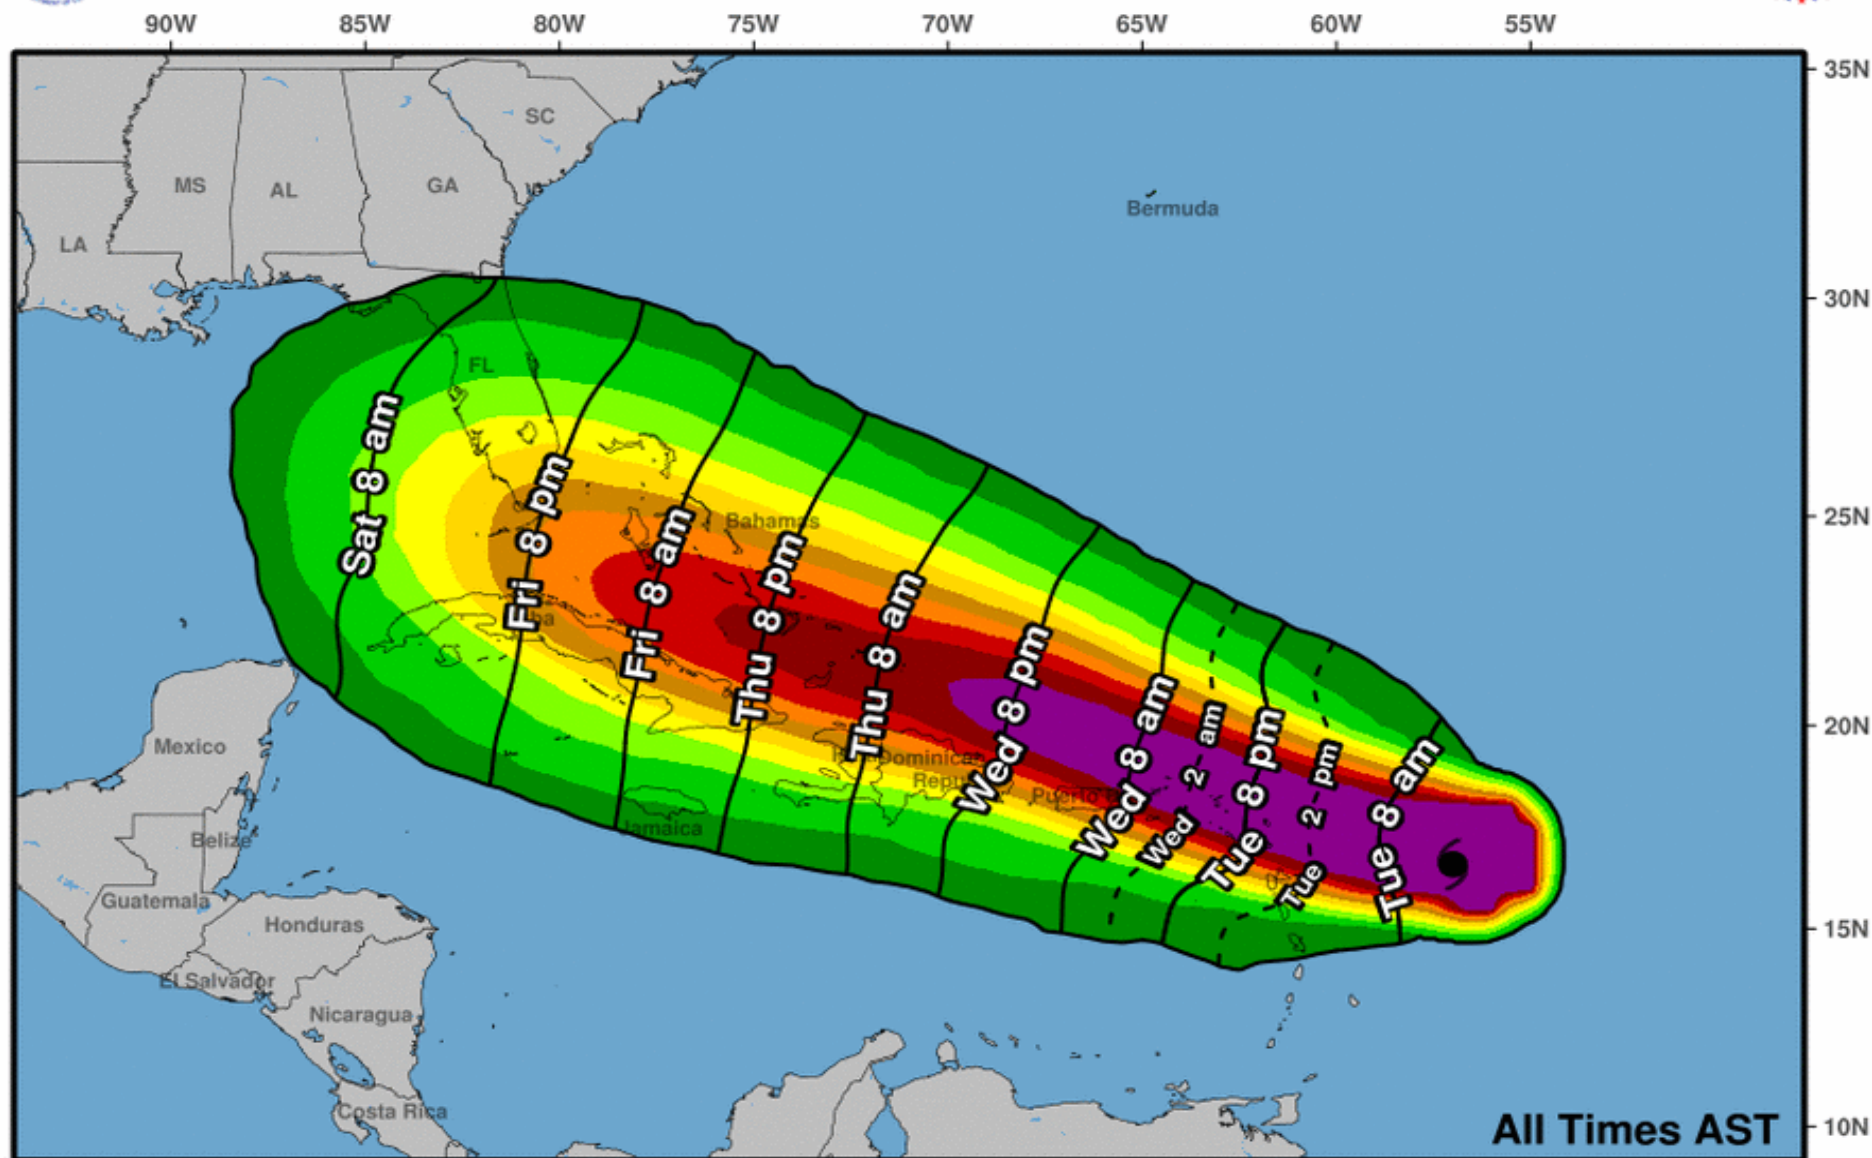 90W 85W 80W 75W 70W 65W 60W 55W
35N
SC
MS AL GA
Bermuda
LA
30N
FL
Sat 8 am
Fri 8 pm
Fri 8 am
25N
Bahamas
Thu 8 pm
Thu 8 am
Wed 8 pm
Wed 8 am
Wed 2 am
Tue 8 pm
Tue 2 pm
Tue 8 am
20N
Mexico
Dominican
Jamaica
Belize
Guatemala
Honduras
15N
El Salvador
Nicaragua
Costa Rica
All Times AST
10N